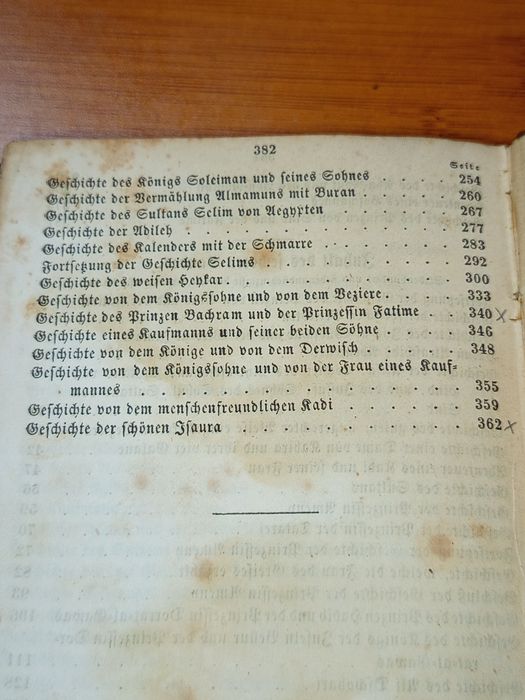 382
Seite
Geschichte des Königs Soleiman und seines Sohnes . . . . 254
Geschichte der Vermählung Almamuns mit Buran . . . . 260
Geschichte des Sultans Selim von Aegypten . . . . . 267
Geschichte der Adileh . . . . . . . . . . 277
Geschichte des Kalenders mit der Schmarre . . . . . 283
Fortsetzung der Geschichte Selims . . . . . . . 292
Geschichte des weisen Heykar . . . . . . . . 300
Geschichte von dem Königssohne und von dem Veziere . . . . 333
Geschichte des Prinzen Bachram und der Prinzessin Fatime . . 340 x
Geschichte eines Kaufmanns und seiner beiden Söhne . . . . 346
Geschichte von dem Könige und von dem Derwisch . . . . . 348
Geschichte von dem Königssohne und von der Frau eines Kauf-
mannes . . . . . . . . . . . . 355
Geschichte von dem menschenfreundlichen Kadi . . . . . 359
Geschichte der schönen Isaura . . . . . . . . 362 x